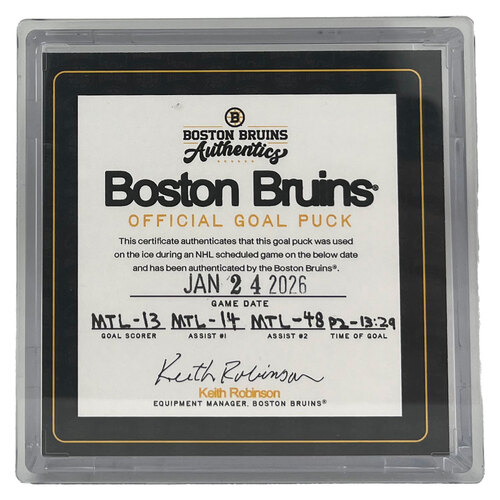 B
BOSTON BRUINS
Authentics
Boston Bruins®
OFFICIAL GOAL PUCK
This certificate authenticates that this goal puck was used
on the ice during an NHL scheduled game on the below date
and has been authenticated by the Boston Bruins®.
JAN 24 2026
GAME DATE
MTL-13 MTL-14 MTL-48 P2-13:29
GOAL SCORER ASSIST #1 ASSIST #2 TIME OF GOAL
Keith Robinson
Keith Robinson
EQUIPMENT MANAGER, BOSTON BRUINS®